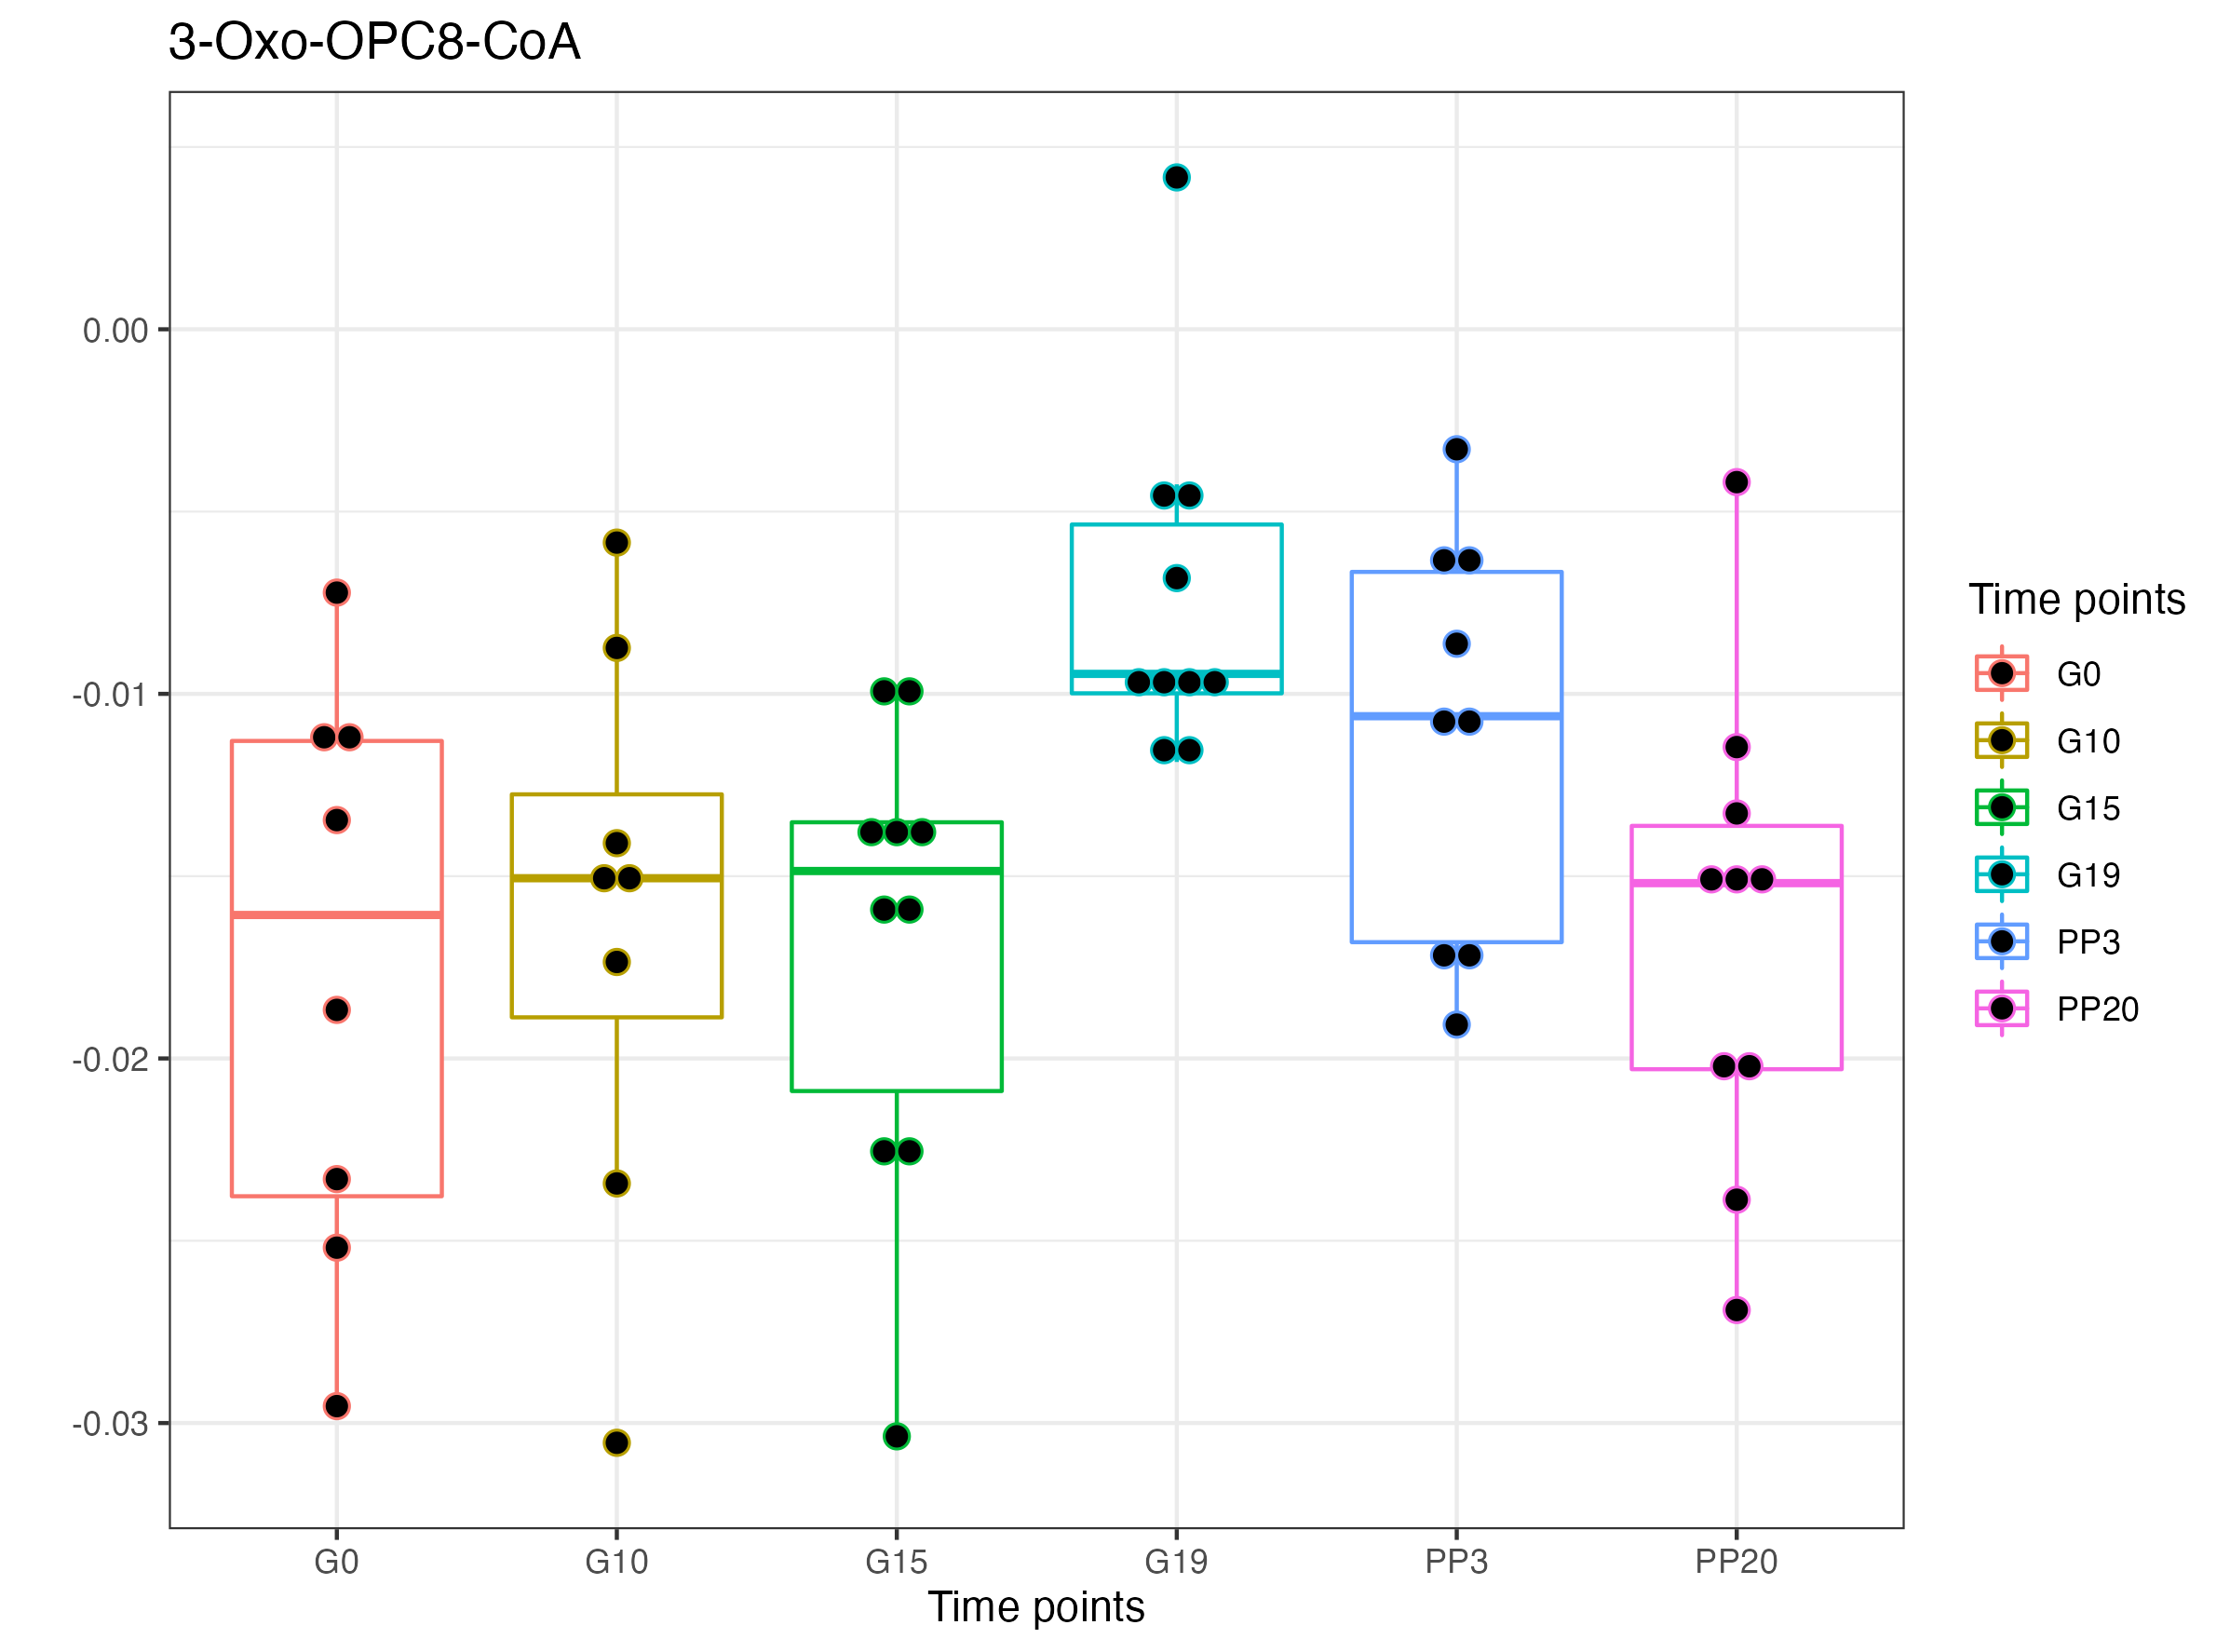 3-Oxo-OPC8-CoA
0.00
-0.01
-0.02
-0.03
G0 G10 G15 G19 PP3 PP20
Time points
Time points
G0
G10
G15
G19
PP3
PP20